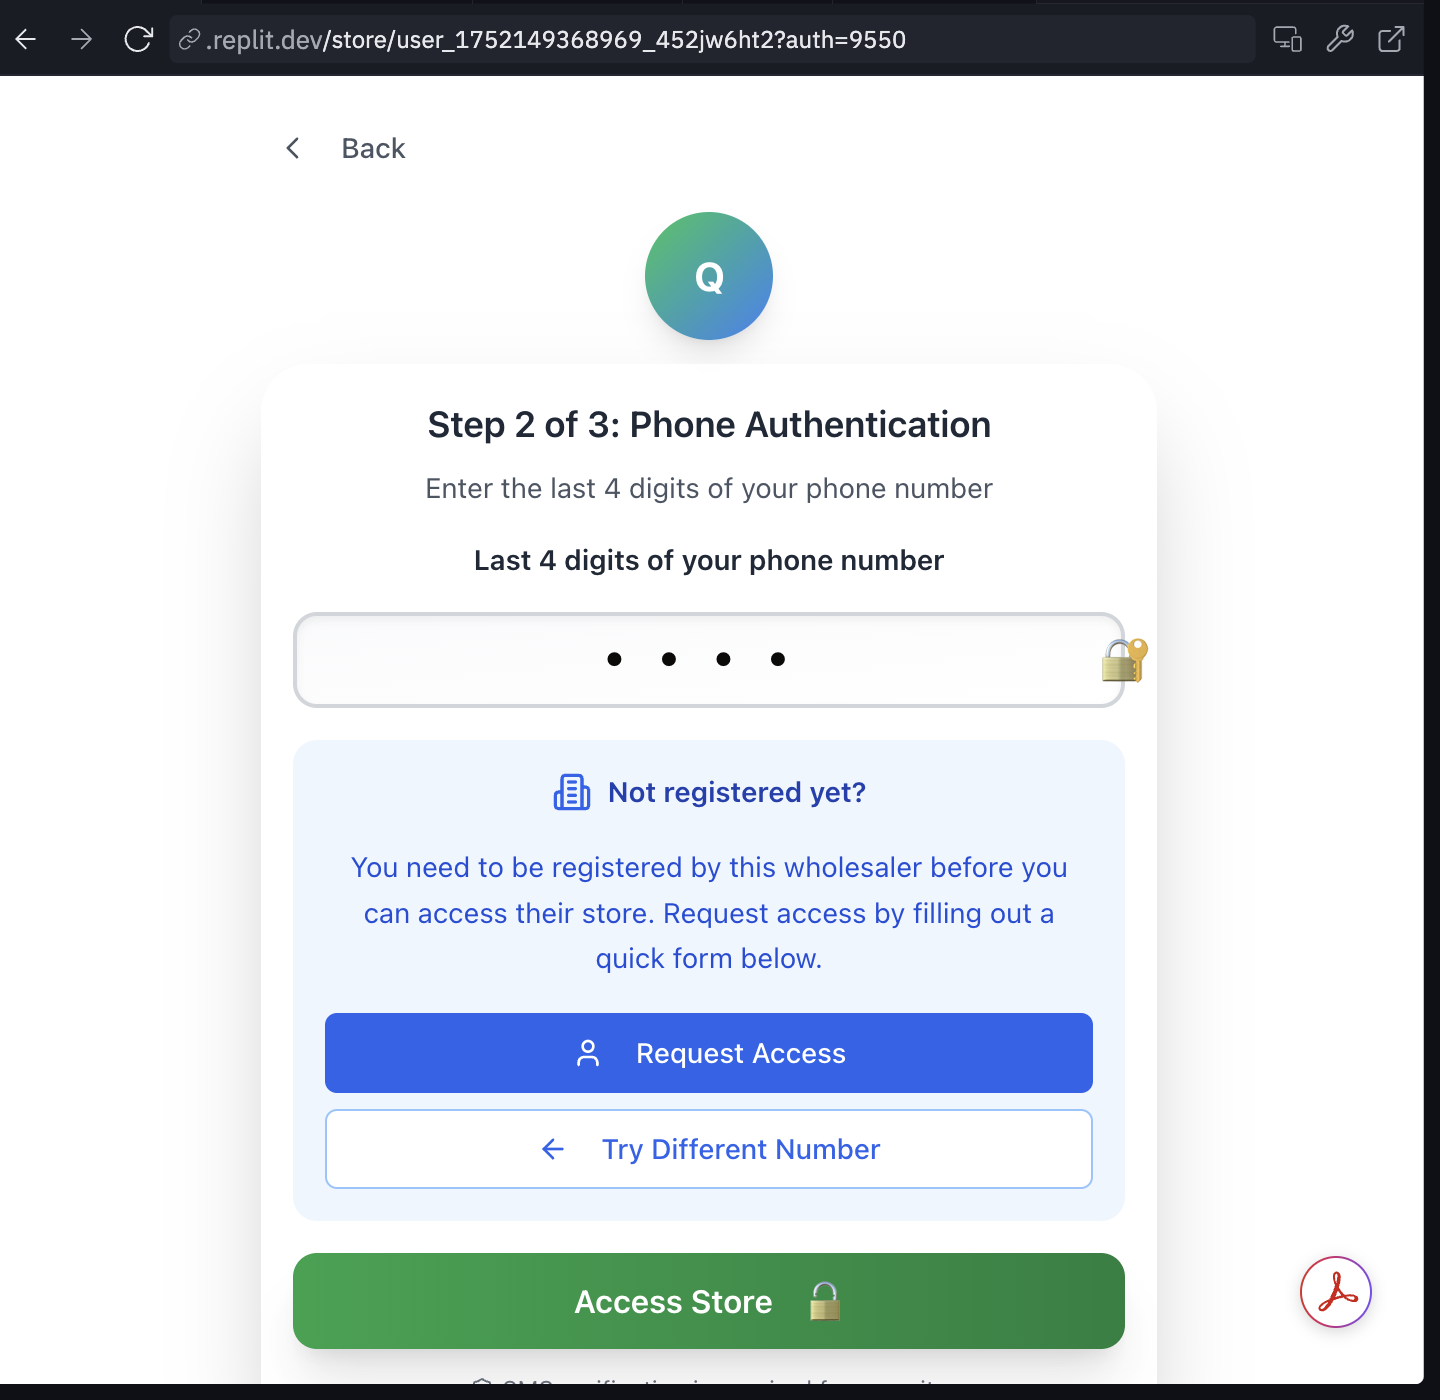 .replit.dev/store/user_1752149368969_452jw6ht2?auth=9550
Back
Q
Step 2 of 3: Phone Authentication
Enter the last 4 digits of your phone number
Last 4 digits of your phone number
Not registered yet?
You need to be registered by this wholesaler before you
can access their store. Request access by filling out a
quick form below.
Request Access
Try Different Number
Access Store